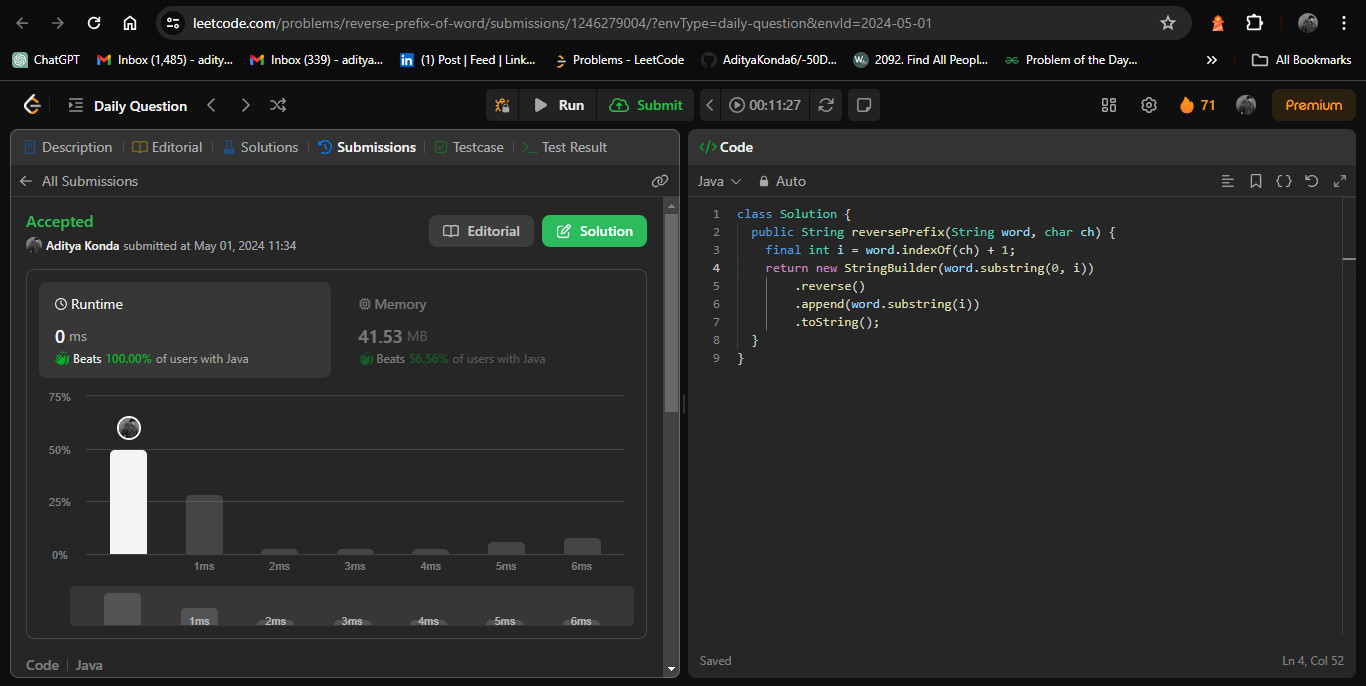 leetcode.com/problems/reverse-prefix-of-word/submissions/1246279004/?envType=daily-question&envId=2024-05-01
ChatGPT
Inbox (1,485) - adity...
Inbox (339) - aditya...
(1) Post | Feed | Link...
Problems - LeetCode
AdityaKonda6/-50D...
2092. Find All Peopl...
Problem of the Day...
All Bookmarks
Daily Question
Run
Submit
00:11:27
71
Premium
Description
Editorial
Solutions
Submissions
Testcase
Test Result
All Submissions
Accepted
Aditya Konda submitted at May 01, 2024 11:34
Editorial
Solution
Runtime
0 ms
Beats 100.00% of users with Java
Memory
41.53 MB
Beats 56.56% of users with Java
75%
50%
25%
0%
1ms
2ms
3ms
4ms
5ms
6ms
1ms
2ms
3ms
4ms
5ms
6ms
Code | Java
</> Code
Java
Auto
1 class Solution {
2 public String reversePrefix(String word, char ch) {
3 final int i = word.indexOf(ch) + 1;
4 return new StringBuilder(word.substring(0, i))
5 .reverse()
6 .append(word.substring(i))
7 .toString();
8 }
9 }
Saved
Ln 4, Col 52